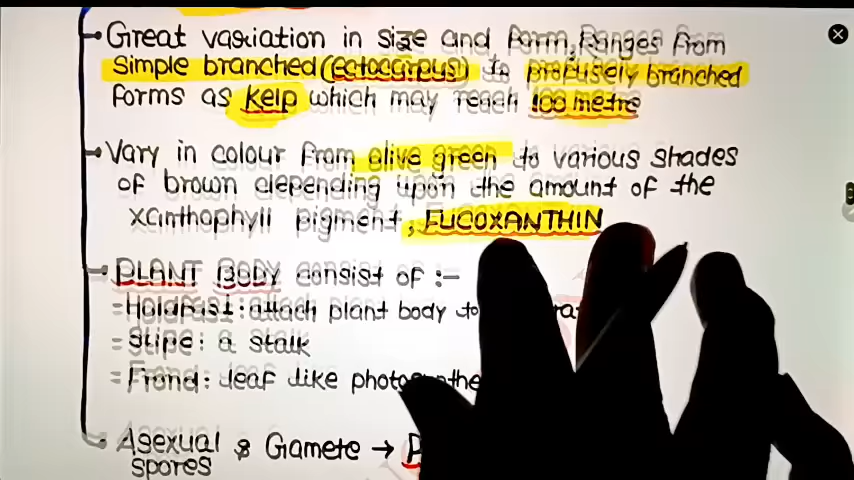 Great variation in size and form, Ranges from
simple branched (ectocarpus) to profusely branched
forms as kelp which may reach 100 metre
Vary in colour from olive green to various shades
of brown depending upon the amount of the
xanthophyll pigment, FUCOXANTHIN
PLANT BODY consist of :-
= Holdfast : attach plant body to
= Stipe : a stalk
= Frond : leaf like
Asexual & Gamete →
spores